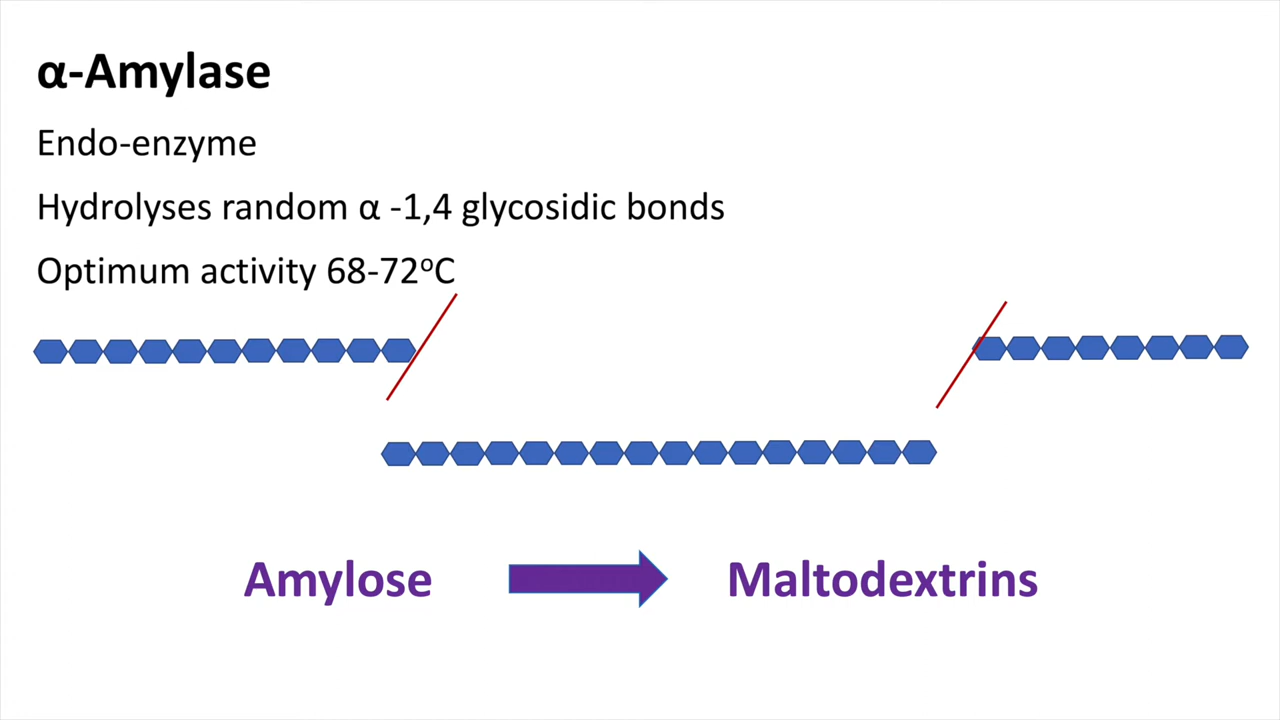 α-Amylase
Endo-enzyme
Hydrolyses random α -1,4 glycosidic bonds
Optimum activity 68-72ºC
Amylose
Maltodextrins